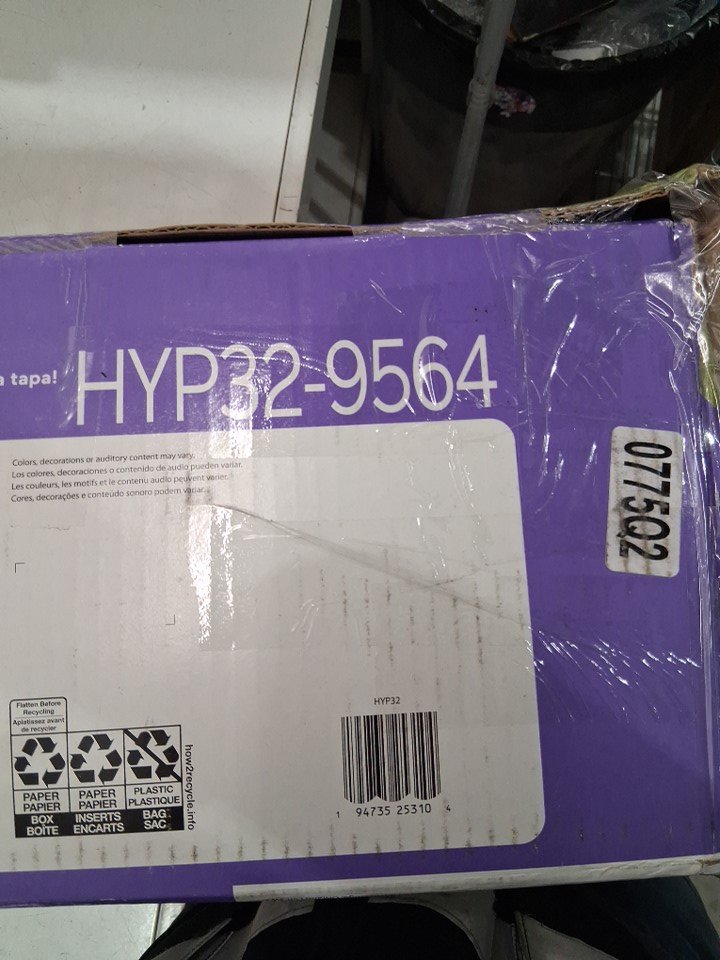 a tapa!
HYP32-9564
Colors, decorations or auditory content may vary.
Los colores, decoraciones o contenido de audio pueden variar.
Les couleurs, les motifs et le contenu audio peuvent varier.
Cores, decorações e conteúdo sonoro podem variar.
0775Q2
Flatten Before
Recycling
Aplatissez avant
de recycler
PAPER
PAPIER
BOX
BOÎTE
PAPER
PAPIER
INSERTS
ENCARTS
PLASTIC
PLASTIQUE
BAG
SAC
how2recycle.info
HYP32
1 94735 25310 4